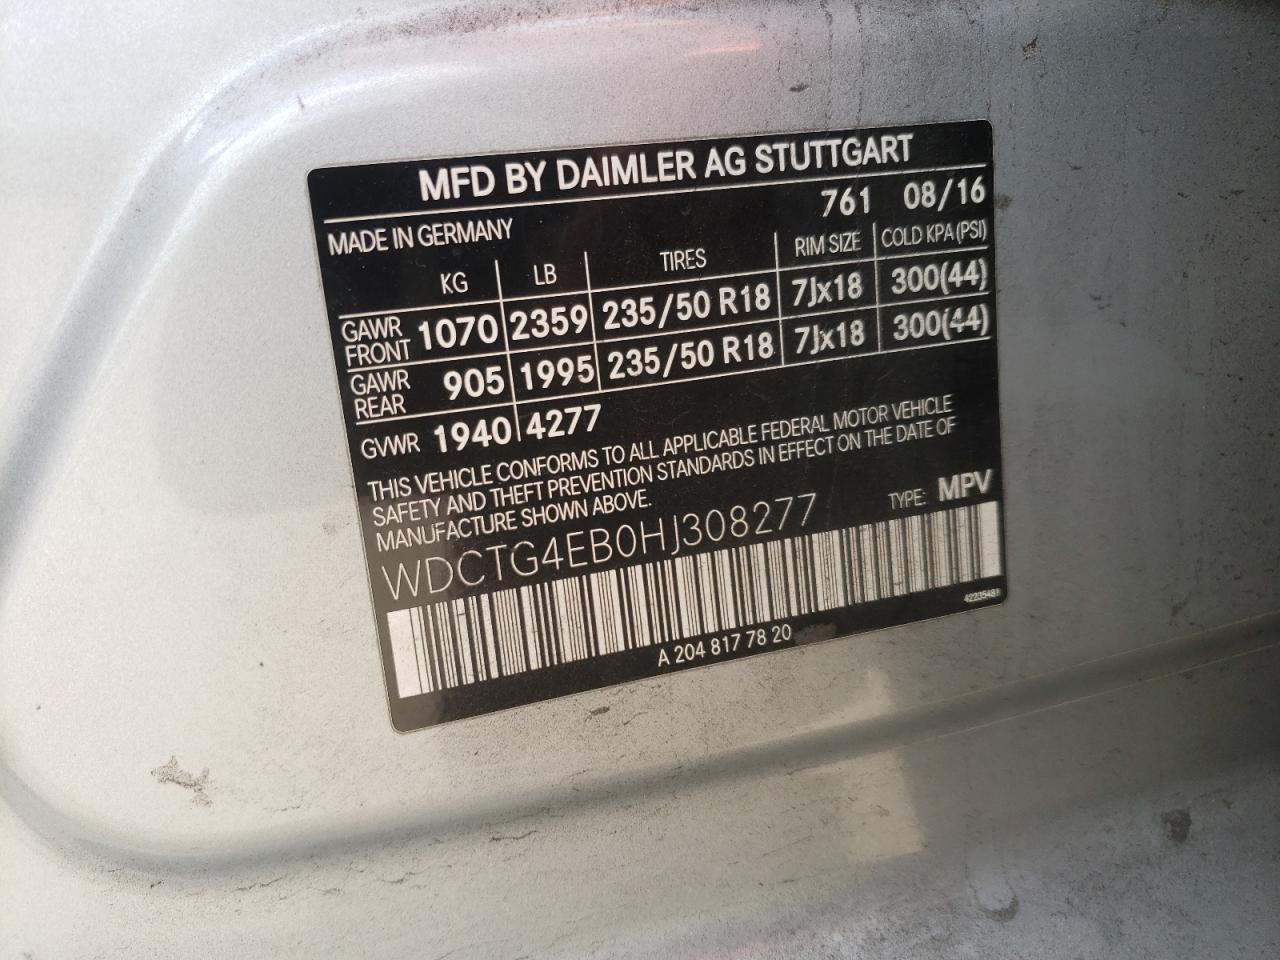 MFD BY DAIMLER AG STUTTGART
761 08/16
MADE IN GERMANY
KG LB TIRES RIM SIZE COLD KPA (PSI)
GAWR FRONT 1070 2359 235/50 R18 7Jx18 300(44)
GAWR REAR 905 1995 235/50 R18 7Jx18 300(44)
GVWR 1940 4277
THIS VEHICLE CONFORMS TO ALL APPLICABLE FEDERAL MOTOR VEHICLE
SAFETY AND THEFT PREVENTION STANDARDS IN EFFECT ON THE DATE OF
MANUFACTURE SHOWN ABOVE.
TYPE: MPV
WDCTG4EB0HJ308277
42235481
A 204 817 78 20